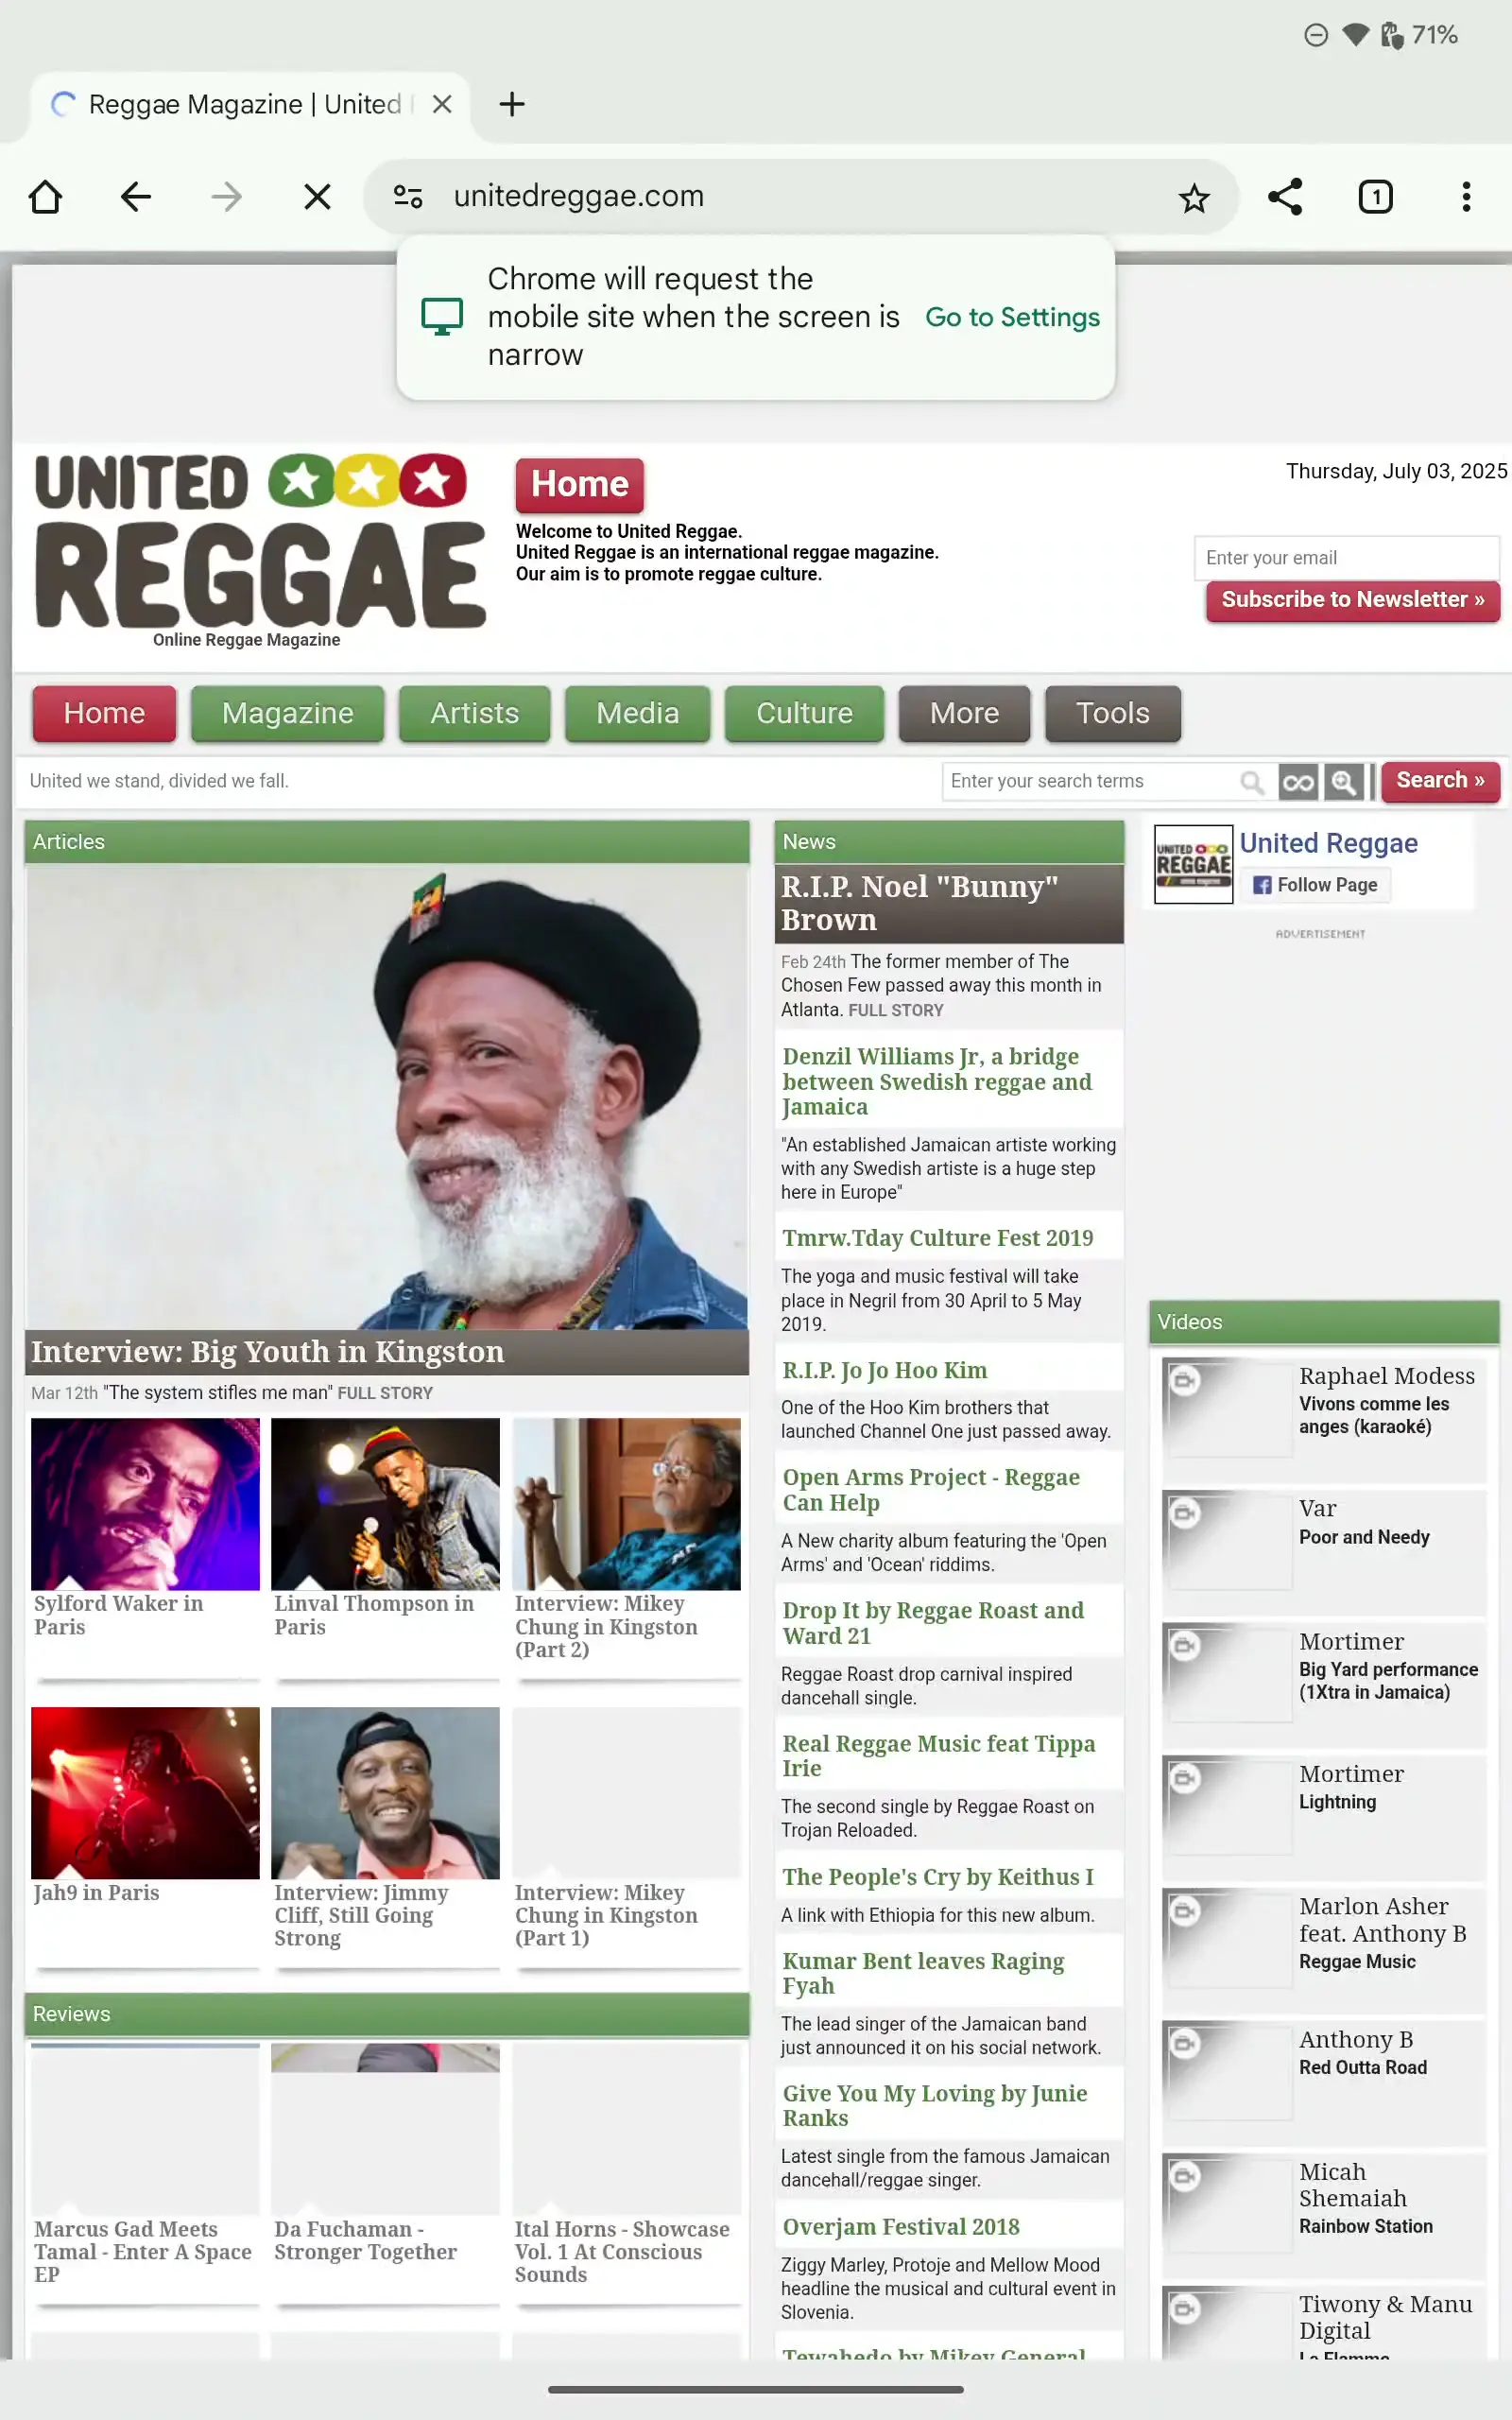 71%
Reggae Magazine | United
unitedreggae.com
1
Chrome will request the
mobile site when the screen is
narrow
Go to Settings
UNITED
REGGAE
Online Reggae Magazine
Home
Welcome to United Reggae.
United Reggae is an international reggae magazine.
Our aim is to promote reggae culture.
Thursday, July 03, 2025
Enter your email
Subscribe to Newsletter »
Home
Magazine
Artists
Media
Culture
More
Tools
United we stand, divided we fall.
Enter your search terms
Search »
Articles
Interview: Big Youth in Kingston
Mar 12th "The system stifles me man" FULL STORY
Sylford Waker in
Paris
Linval Thompson in
Paris
Interview: Mikey
Chung in Kingston
(Part 2)
Jah9 in Paris
Interview: Jimmy
Cliff, Still Going
Strong
Interview: Mikey
Chung in Kingston
(Part 1)
Reviews
Marcus Gad Meets
Tamal - Enter A Space
EP
Da Fuchaman -
Stronger Together
Ital Horns - Showcase
Vol. 1 At Conscious
Sounds
News
R.I.P. Noel "Bunny"
Brown
Feb 24th The former member of The
Chosen Few passed away this month in
Atlanta. FULL STORY
Denzil Williams Jr, a bridge
between Swedish reggae and
Jamaica
"An established Jamaican artiste working
with any Swedish artiste is a huge step
here in Europe"
Tmrw.Tday Culture Fest 2019
The yoga and music festival will take
place in Negril from 30 April to 5 May
2019.
R.I.P. Jo Jo Hoo Kim
One of the Hoo Kim brothers that
launched Channel One just passed away.
Open Arms Project - Reggae
Can Help
A New charity album featuring the 'Open
Arms' and 'Ocean' riddims.
Drop It by Reggae Roast and
Ward 21
Reggae Roast drop carnival inspired
dancehall single.
Real Reggae Music feat Tippa
Irie
The second single by Reggae Roast on
Trojan Reloaded.
The People's Cry by Keithus I
A link with Ethiopia for this new album.
Kumar Bent leaves Raging
Fyah
The lead singer of the Jamaican band
just announced it on his social network.
Give You My Loving by Junie
Ranks
Latest single from the famous Jamaican
dancehall/reggae singer.
Overjam Festival 2018
Ziggy Marley, Protoje and Mellow Mood
headline the musical and cultural event in
Slovenia.
Tewahedo by Mikey General
UNITED
REGGAE
United Reggae
Follow Page
ADVERTISEMENT
Videos
Raphael Modess
Vivons comme les
anges (karaoké)
Var
Poor and Needy
Mortimer
Big Yard performance
(1Xtra in Jamaica)
Mortimer
Lightning
Marlon Asher
feat. Anthony B
Reggae Music
Anthony B
Red Outta Road
Micah
Shemaiah
Rainbow Station
Tiwony & Manu
Digital
La Flamme